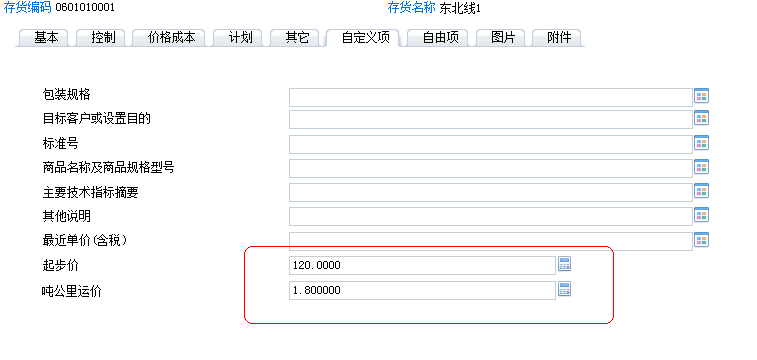 存货编码 0601010001 存货名称 东北线1
基本 控制 价格成本 计划 其它 自定义项 自由项 图片 附件
包装规格
目标客户或设置目的
标准号
商品名称及商品规格型号
主要技术指标摘要
其他说明
最近单价(含税)
起步价 120.0000
吨公里运价 1.800000